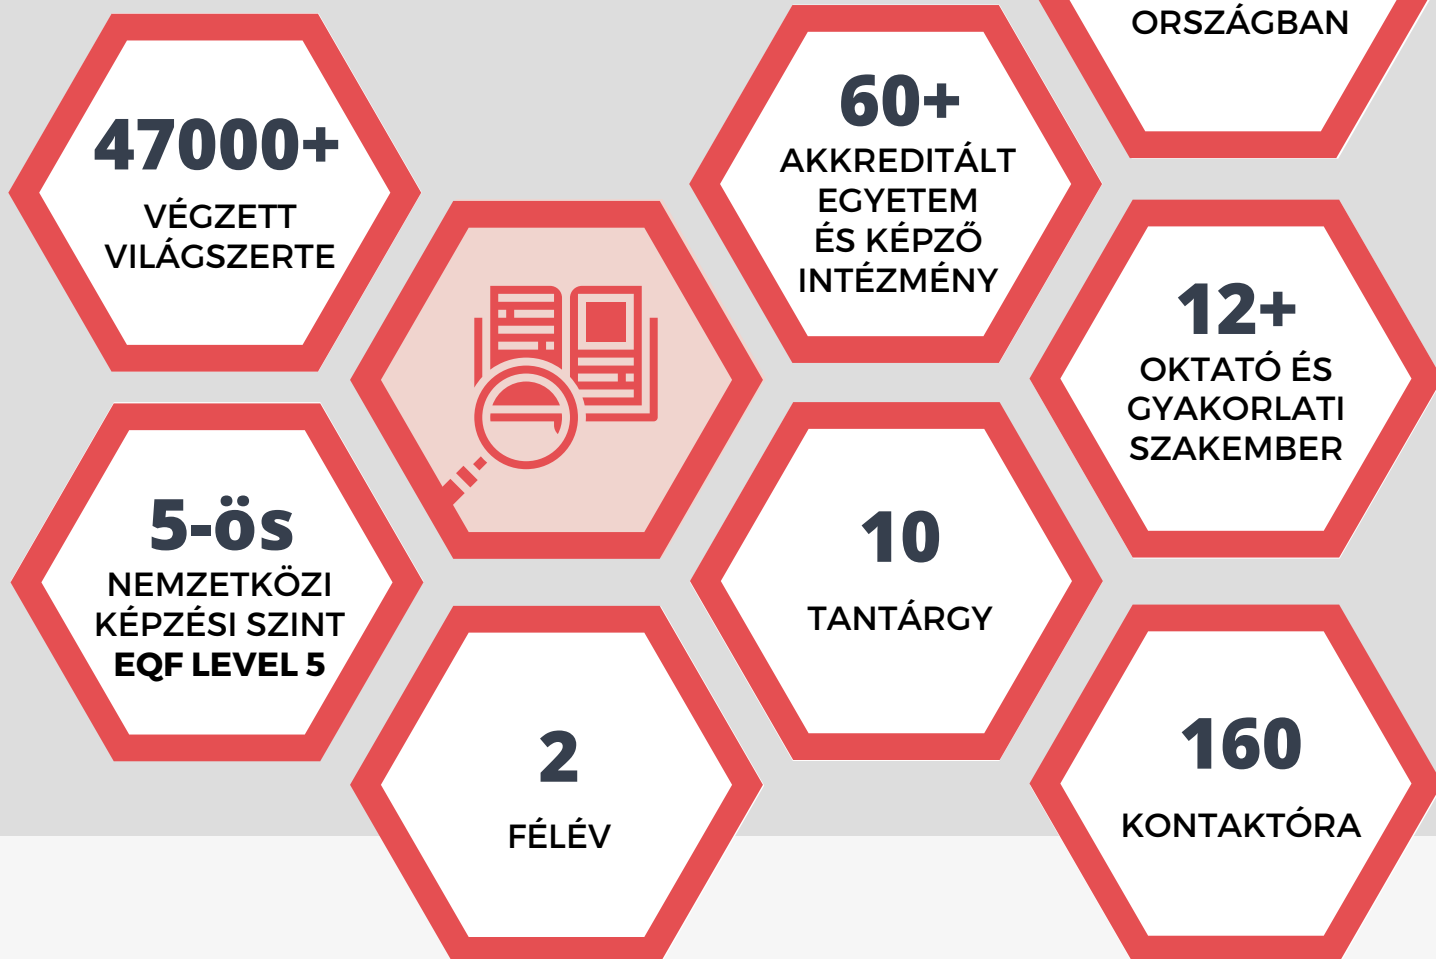 ORSZÁGBAN
47000+
VÉGZETT
VILÁGSZERTE
60+
AKKREDITÁLT
EGYETEM
ÉS KÉPZŐ
INTÉZMÉNY
12+
OKTATÓ ÉS
GYAKORLATI
SZAKEMBER
5-ös
NEMZETKÖZI
KÉPZÉSI SZINT
EQF LEVEL 5
10
TANTÁRGY
2
FÉLÉV
160
KONTAKTÓRA